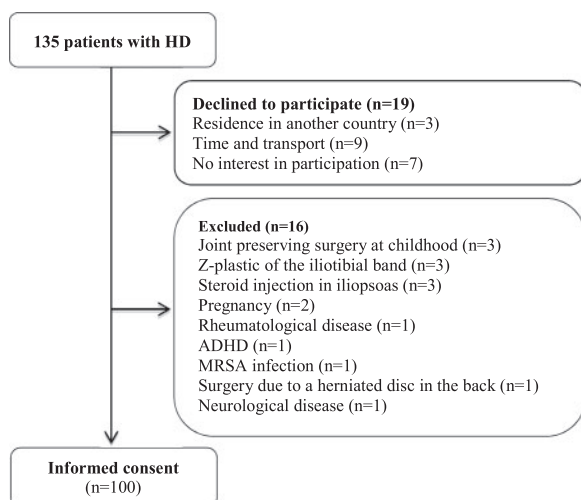 135 patients with HD
Declined to participate (n=19)
Residence in another country (n=3)
Time and transport (n=9)
No interest in participation (n=7)
Excluded (n=16)
Joint preserving surgery at childhood (n=3)
Z-plastic of the iliotibial band (n=3)
Steroid injection in iliopsoas (n=3)
Pregnancy (n=2)
Rheumatological disease (n=1)
ADHD (n=1)
MRSA infection (n=1)
Surgery due to a herniated disc in the back (n=1)
Neurological disease (n=1)
Informed consent
(n=100)